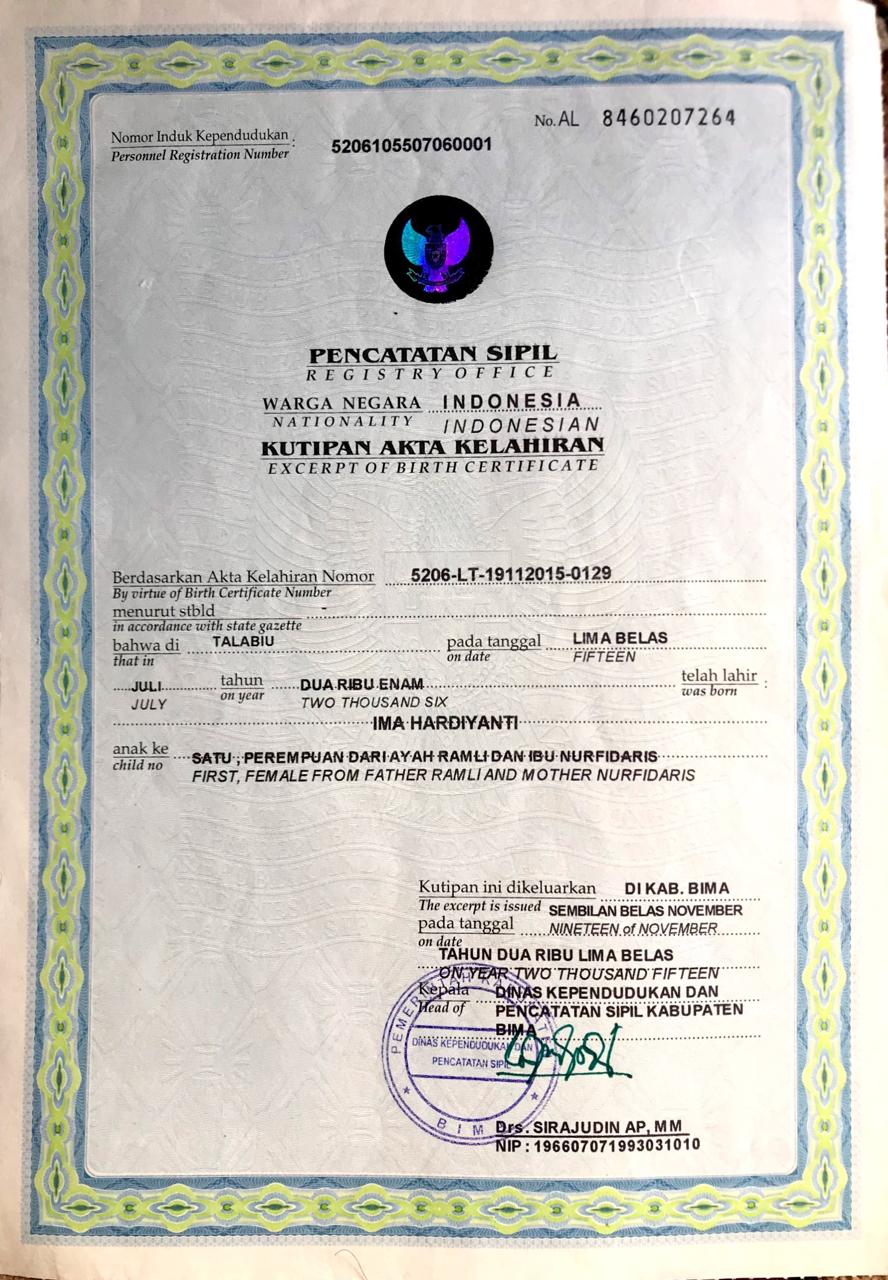 No. AL 8460207264
Nomor Induk Kependudukan : 5206105507060001
Personnel Registration Number
PENCATATAN SIPIL
REGISTRY OFFICE
WARGA NEGARA INDONESIA
NATIONALITY INDONESIAN
KUTIPAN AKTA KELAHIRAN
EXCERPT OF BIRTH CERTIFICATE
Berdasarkan Akta Kelahiran Nomor 5206-LT-19112015-0129
By virtue of Birth Certificate Number
menurut stbld -
in accordance with state gazette
bahwa di TALABIU pada tanggal LIMA BELAS
that in on date FIFTEEN
JULI tahun DUA RIBU ENAM telah lahir :
JULY on year TWO THOUSAND SIX was born
IMA HARDIYANTI
anak ke SATU ; PEREMPUAN DARI AYAH RAMLI DAN IBU NURFIDARIS
child no FIRST, FEMALE FROM FATHER RAMLI AND MOTHER NURFIDARIS
Kutipan ini dikeluarkan DI KAB. BIMA
The excerpt is issued SEMBILAN BELAS NOVEMBER
pada tanggal NINETEEN of NOVEMBER
on date TAHUN DUA RIBU LIMA BELAS
ON YEAR TWO THOUSAND FIFTEEN
Kepala DINAS KEPENDUDUKAN DAN
Head of PENCATATAN SIPIL KABUPATEN
BIMA
PEMERINTAH KABUPATEN
DINAS KEPENDUDUKAN DAN
PENCATATAN SIPIL
BIMA
Drs. SIRAJUDIN AP, MM
NIP : 196607071993031010